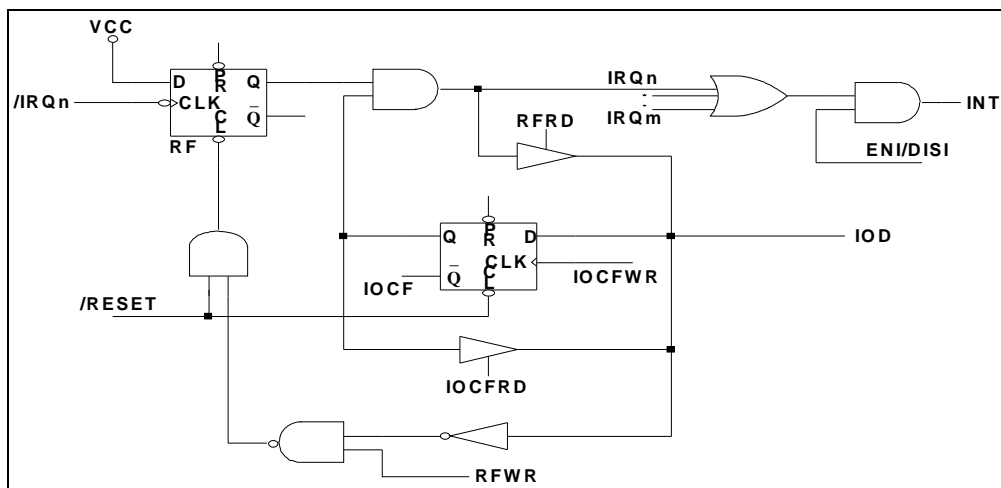 VCC
D
PR
Q
/IRQn
CLK
CL
Q
RF
IRQn
IRQm
INT
RFRD
ENI/DISI
Q
PR
D
IOD
CLK
IOCF
Q
CL
IOCFWR
/RESET
IOCFRD
RFWR